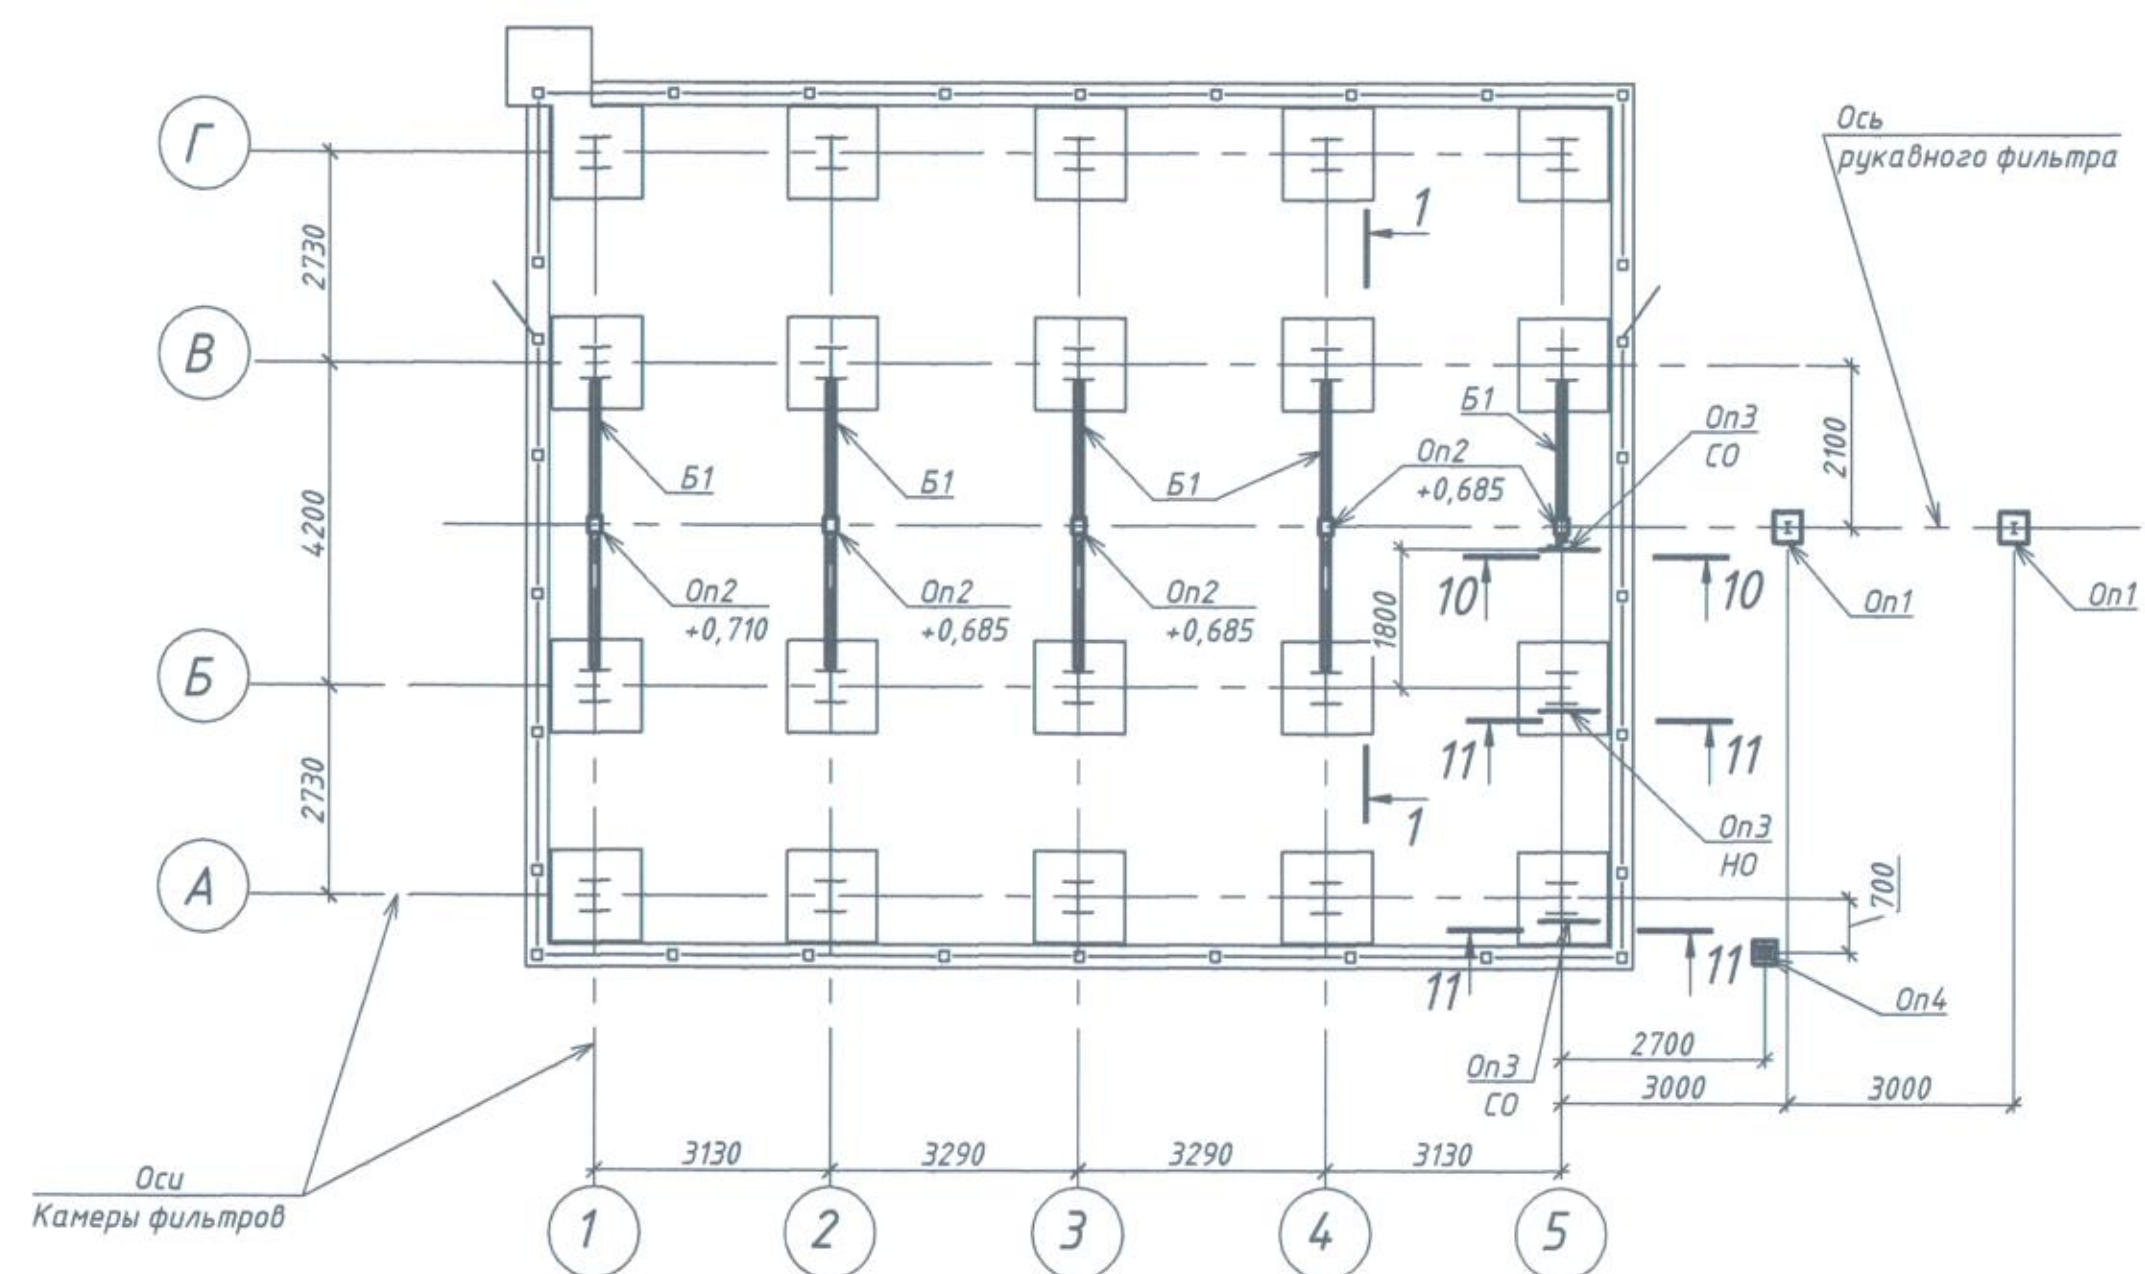 Г
В
Б
А
2730
4200
2730
1
Ось
рукавного фильтра
Б1
Б1
Б1
Б1
Оп2
+0,685
Оп3
СО
2100
Оп2
+0,710
Оп2
+0,685
Оп2
+0,685
1800
10
10
Оп1
Оп1
11
11
1
Оп3
НО
700
11
11
Оп4
2700
Оп3
СО
3000
3000
3130
3290
3290
3130
Оси
Камеры фильтров
1
2
3
4
5